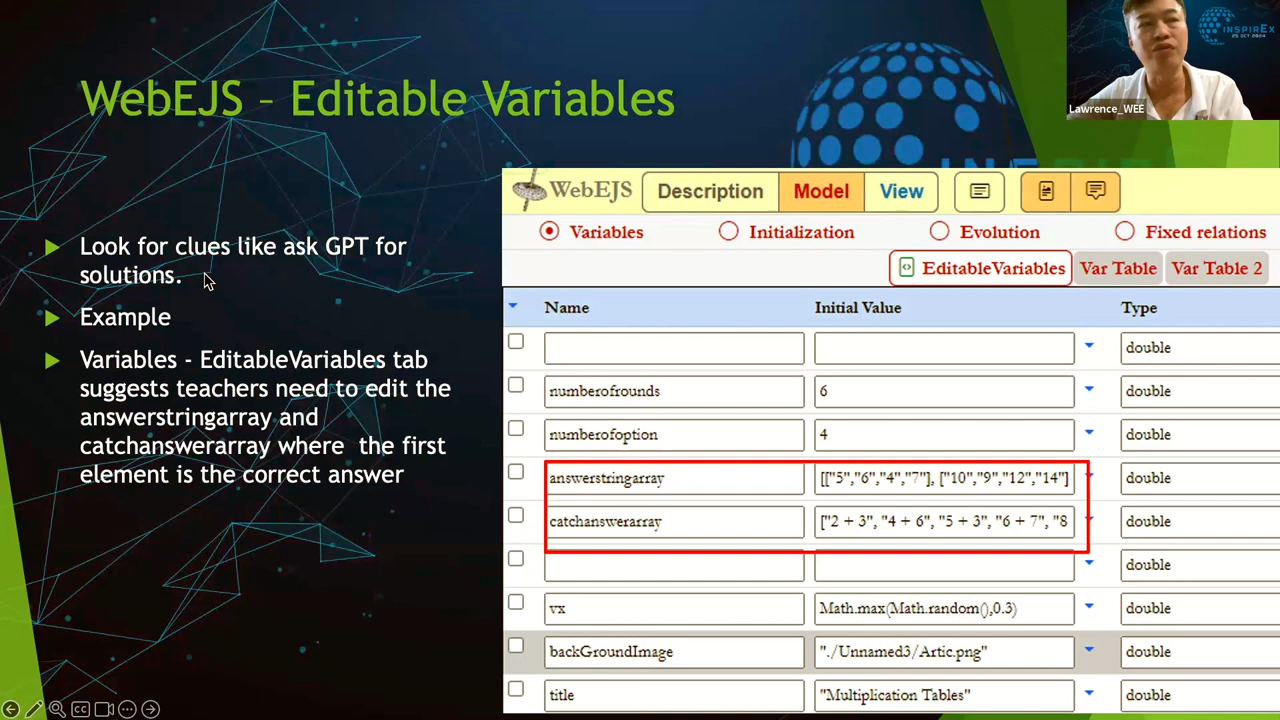 WebEJS – Editable Variables
INSPIREX
25 OCT 2024
Lawrence_WEE
Look for clues like ask GPT for
solutions.
Example
Variables - EditableVariables tab
suggests teachers need to edit the
answerstringarray and
catchanswerarray where the first
element is the correct answer
WebEJS Description Model View
Variables Initialization Evolution Fixed relations
EditableVariables Var Table Var Table 2
Name Initial Value Type
double
numberofrounds 6 double
numberofoption 4 double
answerstringarray [["5","6","4","7"], ["10","9","12","14"] double
catchanswerarray ["2 + 3", "4 + 6", "5 + 3", "6 + 7", "8 double
double
vx Math.max(Math.random(),0.3) double
backGroundImage "./Unnamed3/Artic.png" double
title "Multiplication Tables" double
CC